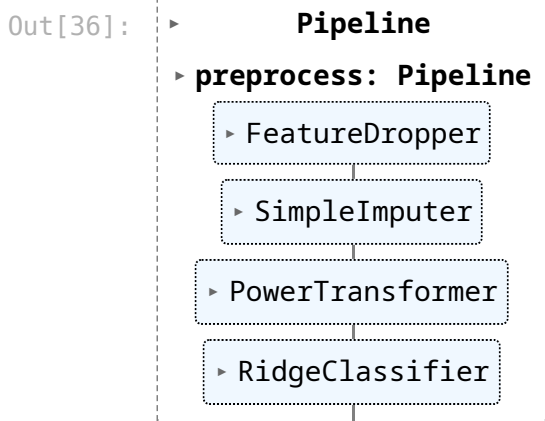 Out[36]:
Pipeline
preprocess: Pipeline
FeatureDropper
SimpleImputer
PowerTransformer
RidgeClassifier